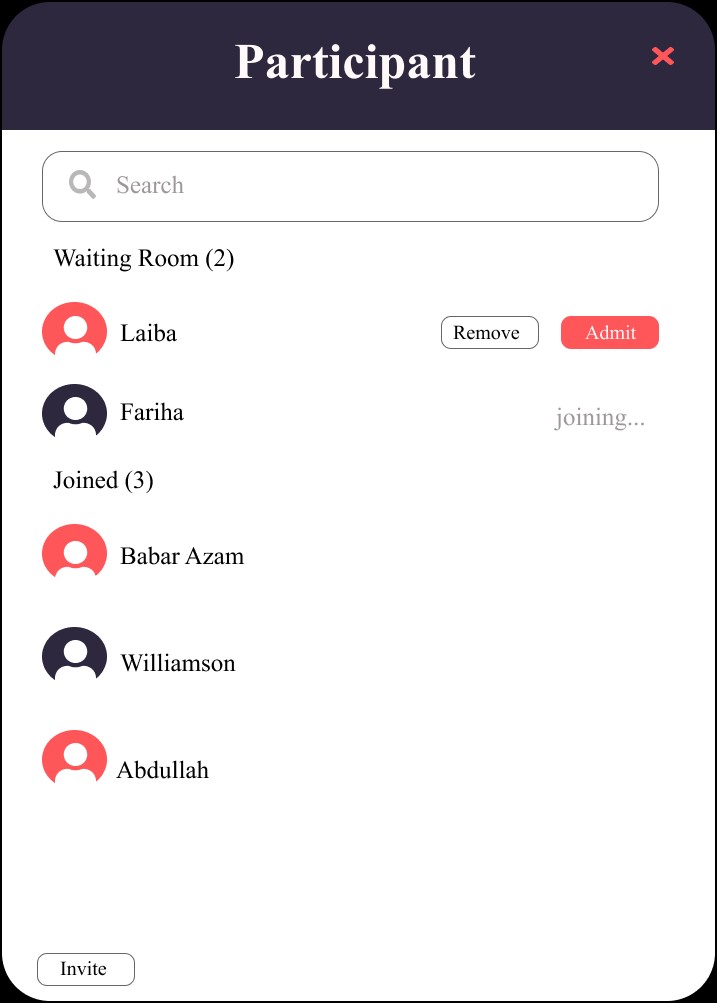 Participant
Search
Waiting Room (2)
Laiba Remove Admit
Fariha joining...
Joined (3)
Babar Azam
Williamson
Abdullah
Invite